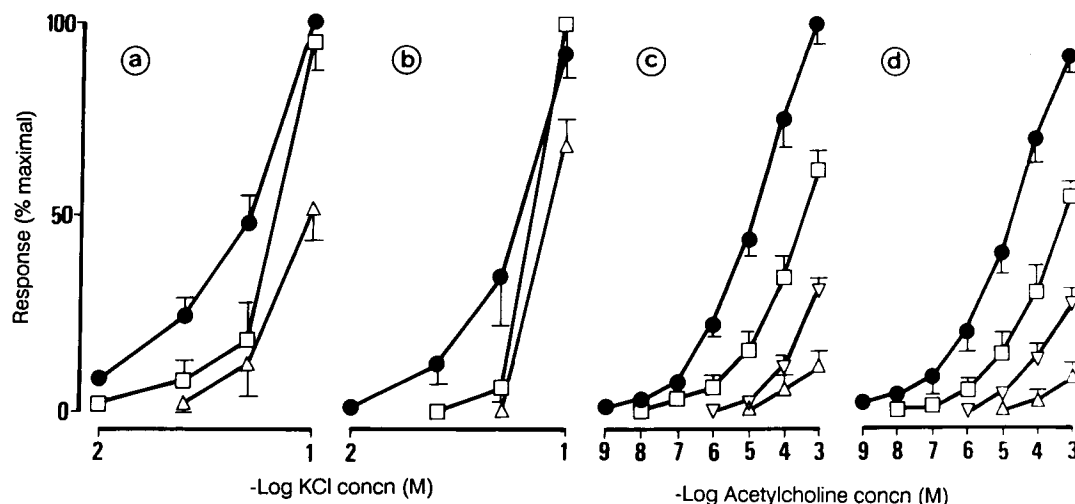 100
50
0
Response (% maximal)
a
b
c
d
2 1
2 1
9 8 7 6 5 4 3
9 8 7 6 5 4 3
-Log KCl concn (M)
-Log Acetylcholine concn (M)